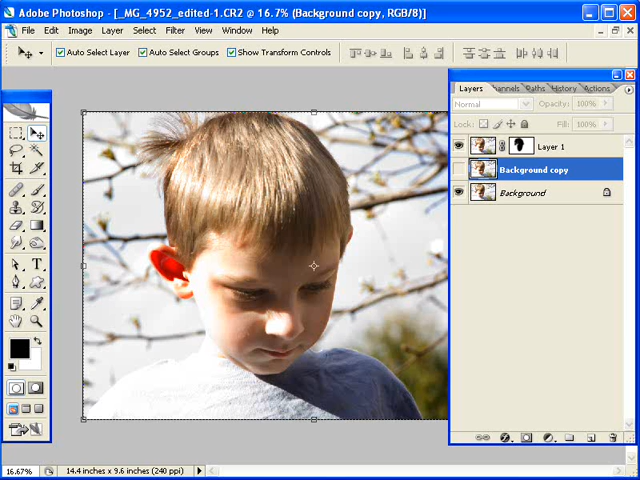 Adobe Photoshop - [_MG_4952_edited-1.CR2 @ 16.7% (Background copy, RGB/8)]
File Edit Image Layer Select Filter View Window Help
Auto Select Layer Auto Select Groups Show Transform Controls
Layers Channels Paths History Actions
Normal Opacity: 100%
Lock: Fill: 100%
Layer 1
Background copy
Background
T
16.67% 14.4 inches x 9.6 inches (240 ppi)